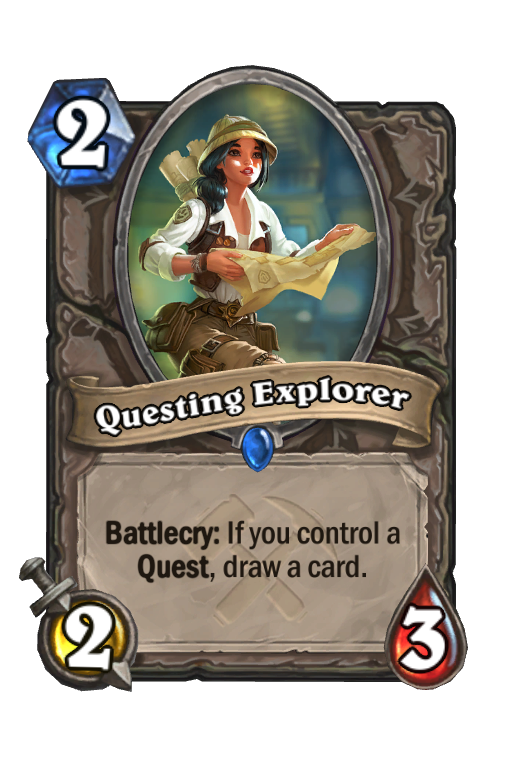 2
Questing Explorer
Battlecry: If you control a
Quest, draw a card.
2
3